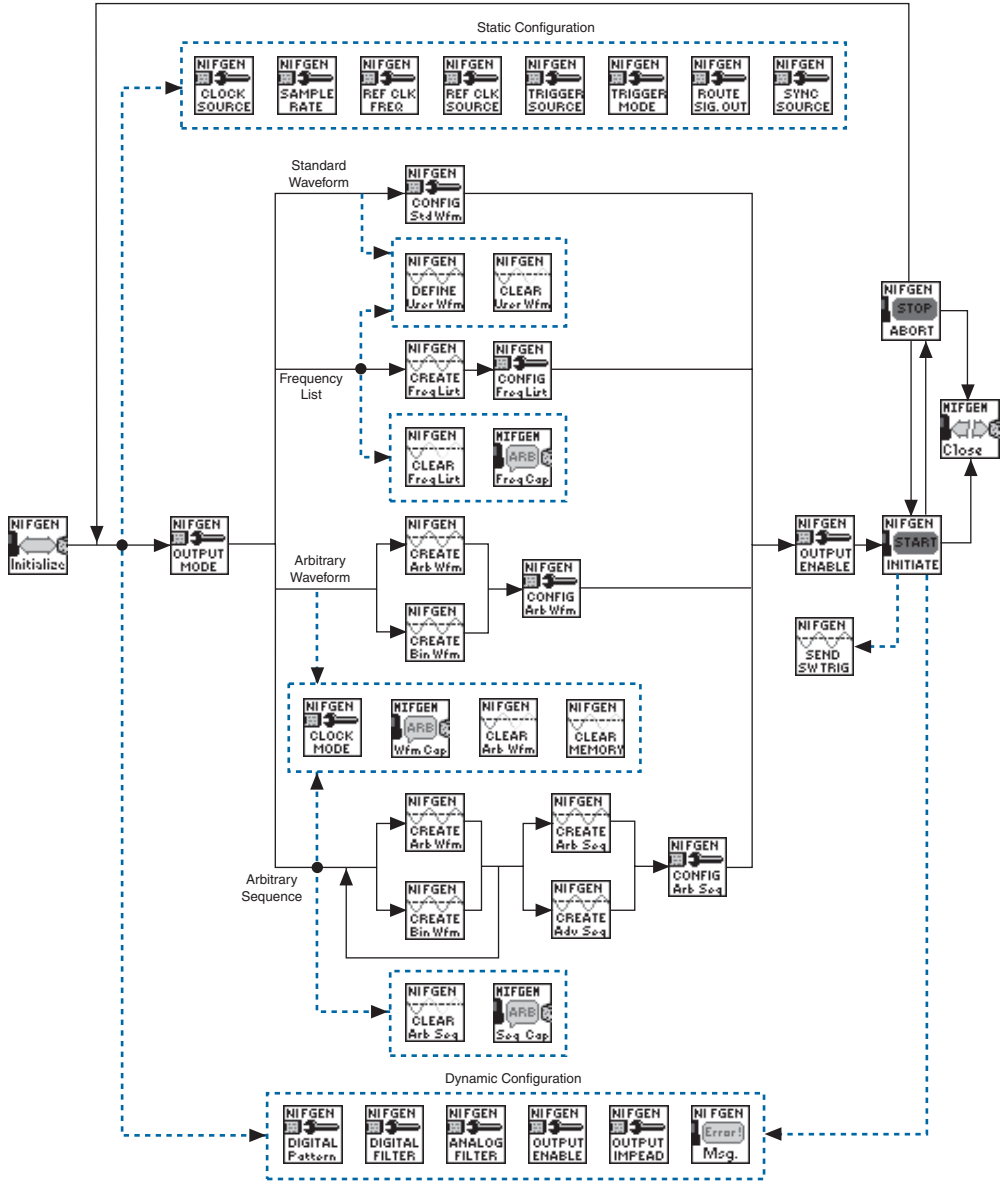 Static Configuration
NIFGEN
CLOCK
SOURCE
NIFGEN
SAMPLE
RATE
NIFGEN
REF CLK
FREQ
NIFGEN
REF CLK
SOURCE
NIFGEN
TRIGGER
SOURCE
NIFGEN
TRIGGER
MODE
NIFGEN
ROUTE
SIG. OUT
NIFGEN
SYNC
SOURCE
Standard
Waveform
NIFGEN
CONFIG
Std Wfm
NIFGEN
DEFINE
User Wfm
NIFGEN
CLEAR
User Wfm
NIFGEN
STOP
ABORT
Frequency
List
NIFGEN
CREATE
Freq List
NIFGEN
CONFIG
Freq List
NIFGEN
CLEAR
Freq List
NIFGEN
ARB
Freq Cap
NIFGEN
Close
NIFGEN
Initialize
NIFGEN
OUTPUT
MODE
Arbitrary
Waveform
NIFGEN
CREATE
Arb Wfm
NIFGEN
CREATE
Bin Wfm
NIFGEN
CONFIG
Arb Wfm
NIFGEN
OUTPUT
ENABLE
NIFGEN
START
INITIATE
NIFGEN
SEND
SW TRIG
NIFGEN
CLOCK
MODE
NIFGEN
ARB
Wfm Cap
NIFGEN
CLEAR
Arb Wfm
NIFGEN
CLEAR
MEMORY
Arbitrary
Sequence
NIFGEN
CREATE
Arb Wfm
NIFGEN
CREATE
Bin Wfm
NIFGEN
CREATE
Arb Seq
NIFGEN
CREATE
Adv Seq
NIFGEN
CONFIG
Arb Seq
NIFGEN
CLEAR
Arb Seq
NIFGEN
ARB
Seq Cap
Dynamic Configuration
NIFGEN
DIGITAL
Pattern
NIFGEN
DIGITAL
FILTER
NIFGEN
ANALOG
FILTER
NIFGEN
OUTPUT
ENABLE
NIFGEN
OUTPUT
IMPEAD
NIFGEN
Error!
Msg.